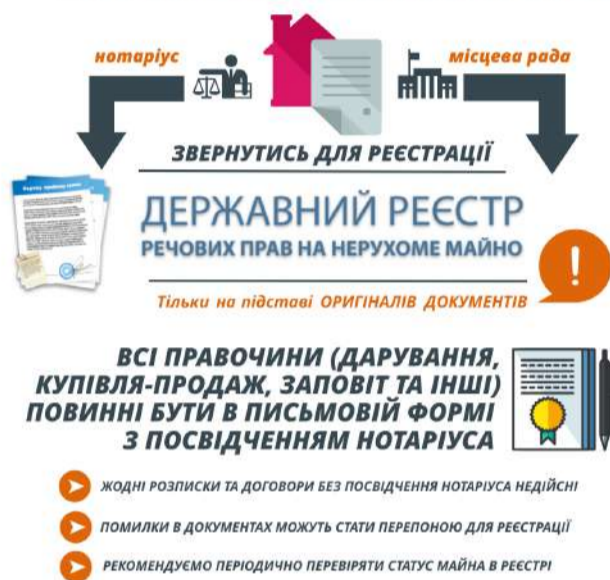 нотаріус
місцева рада
ЗВЕРНУТИСЬ ДЛЯ РЕЄСТРАЦІЇ
ДЕРЖАВНИЙ РЕЄСТР
РЕЧОВИХ ПРАВ НА НЕРУХОМЕ МАЙНО
!
Тільки на підставі ОРИГІНАЛІВ ДОКУМЕНТІВ
ВСІ ПРАВОЧИНИ (ДАРУВАННЯ,
КУПІВЛЯ-ПРОДАЖ, ЗАПОВІТ ТА ІНШІ)
ПОВИННІ БУТИ В ПИСЬМОВІЙ ФОРМІ
З ПОСВІДЧЕННЯМ НОТАРІУСА
ЖОДНІ РОЗПИСКИ ТА ДОГОВОРИ БЕЗ ПОСВІДЧЕННЯ НОТАРІУСА НЕДІЙСНІ
ПОМИЛКИ В ДОКУМЕНТАХ МОЖУТЬ СТАТИ ПЕРЕПОНОЮ ДЛЯ РЕЄСТРАЦІЇ
РЕКОМЕНДУЄМО ПЕРІОДИЧНО ПЕРЕВІРЯТИ СТАТУС МАЙНА В РЕЄСТРІ